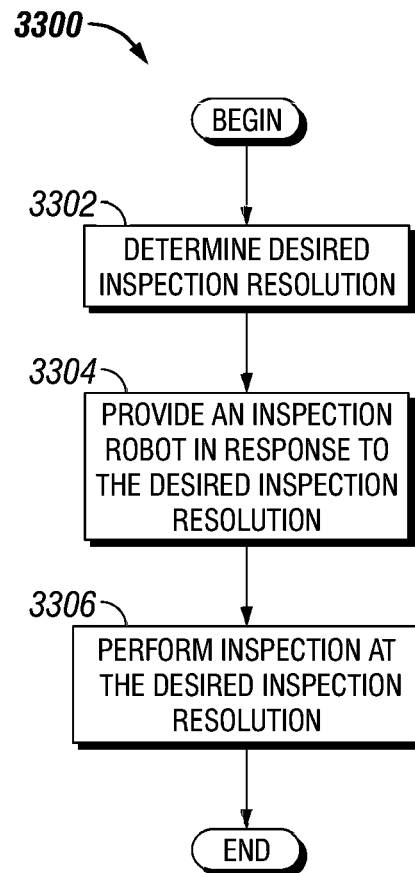 3300
BEGIN
3302
DETERMINE DESIRED
INSPECTION RESOLUTION
3304
PROVIDE AN INSPECTION
ROBOT IN RESPONSE TO
THE DESIRED INSPECTION
RESOLUTION
3306
PERFORM INSPECTION AT
THE DESIRED INSPECTION
RESOLUTION
END